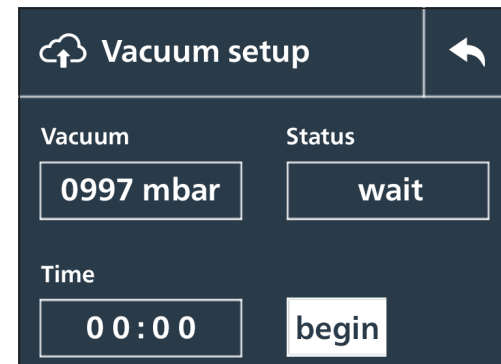 Vacuum setup
Vacuum Status
0997 mbar wait
Time
00:00 begin